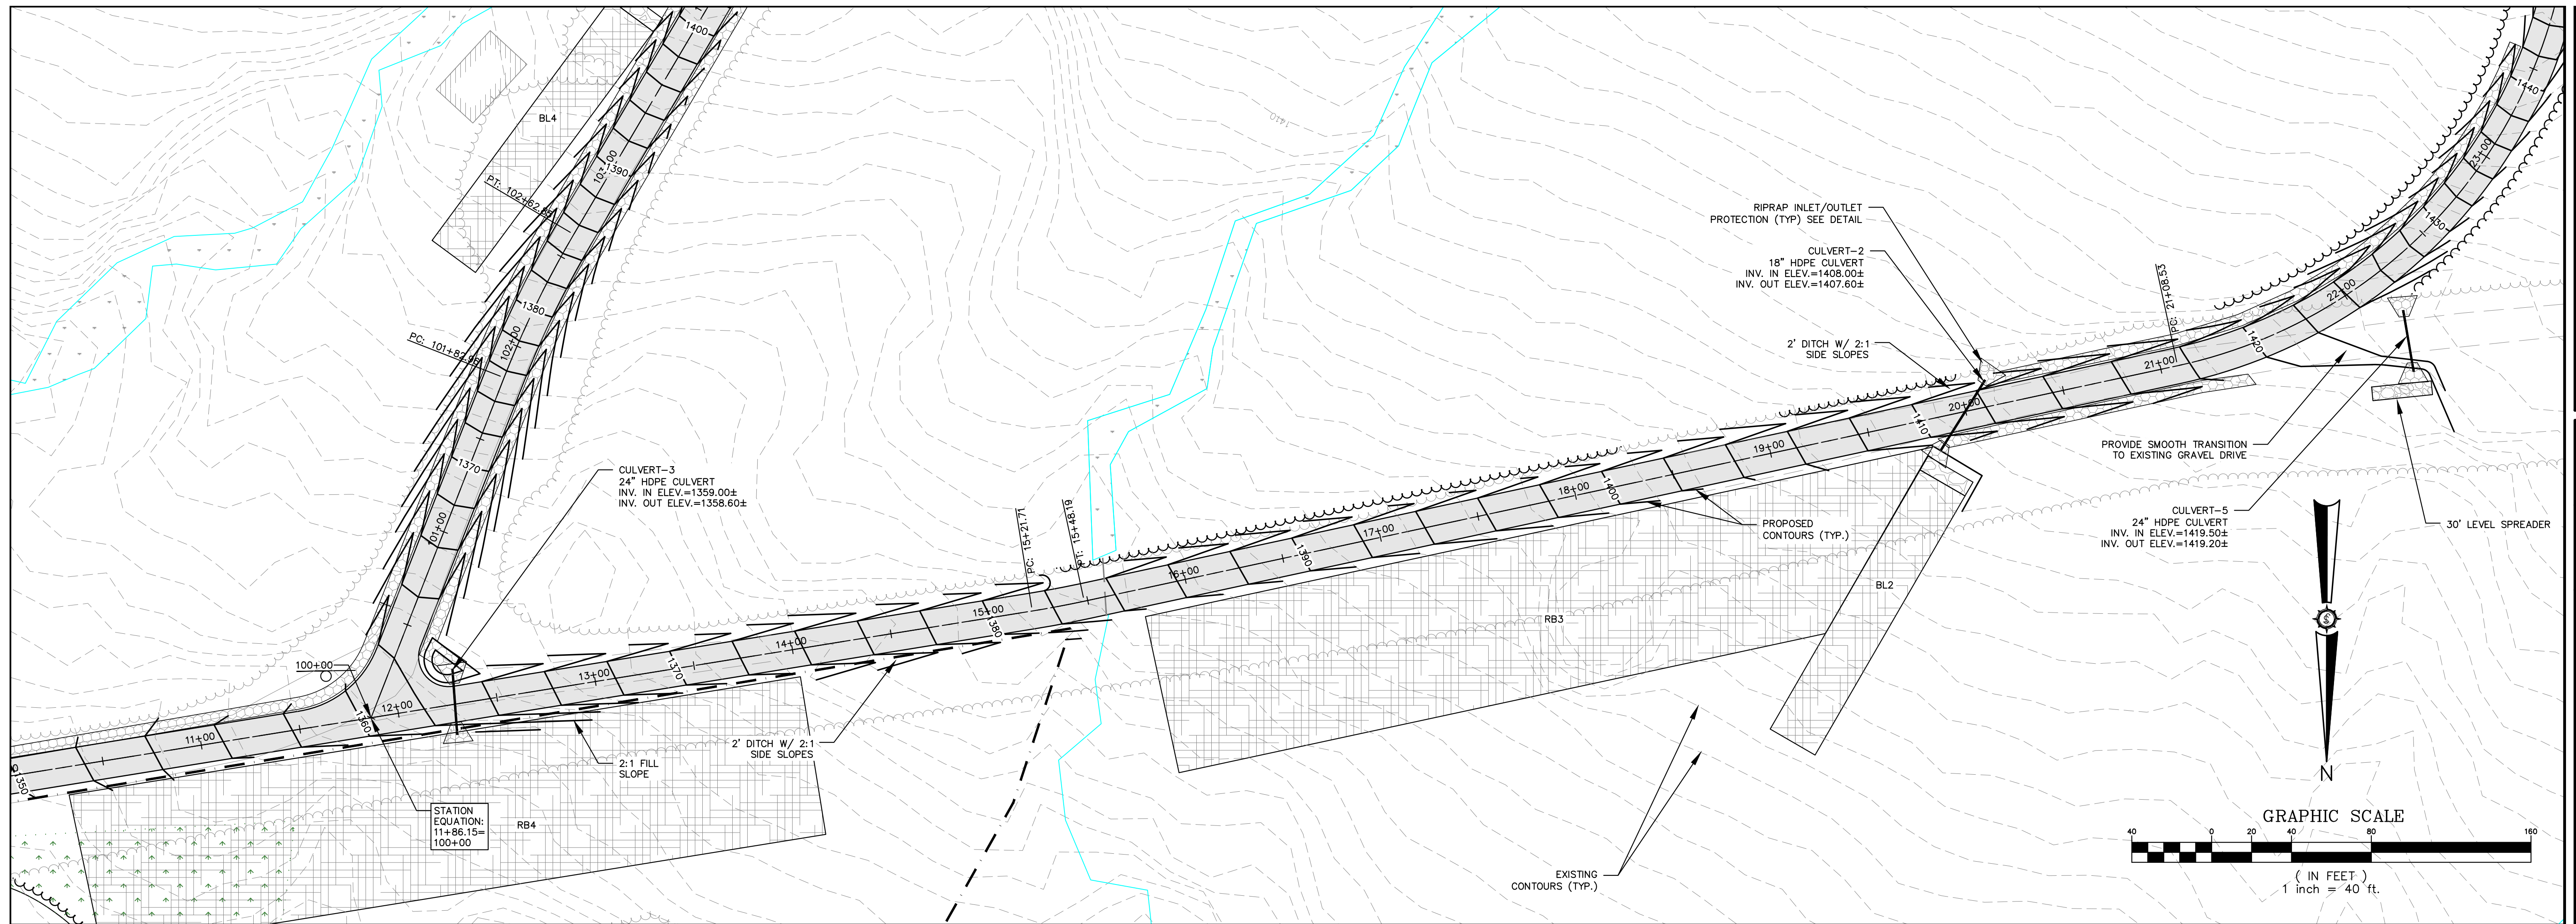 1400
BL4
1390
PT: 102+62.
1380
102+00
PC: 101+82.
1370
101+00
CULVERT-3
24" HDPE CULVERT
INV. IN ELEV.=1359.00±
INV. OUT ELEV.=1358.60±
100+00
1360
12+00
11+00
1350
STATION
EQUATION:
11+86.15=
100+00
RB4
2:1 FILL
SLOPE
13+00
1370
14+00
2' DITCH W/ 2:1
SIDE SLOPES
15+00
1380
PC: 15+21.71
PT: 15+48.19
16+00
1390
17+00
18+00
1400
19+00
1410
RB3
PROPOSED
CONTOURS (TYP.)
1410
20+00
BL2
RIPRAP INLET/OUTLET
PROTECTION (TYP) SEE DETAIL
CULVERT-2
18" HDPE CULVERT
INV. IN ELEV.=1408.00±
INV. OUT ELEV.=1407.60±
2' DITCH W/ 2:1
SIDE SLOPES
PC: 21+08.53
21+00
1420
22+00
1430
23+00
1440
PROVIDE SMOOTH TRANSITION
TO EXISTING GRAVEL DRIVE
CULVERT-5
24" HDPE CULVERT
INV. IN ELEV.=1419.50±
INV. OUT ELEV.=1419.20±
30' LEVEL SPREADER
EXISTING
CONTOURS (TYP.)
N
GRAPHIC SCALE
40 0 20 40 80 160
( IN FEET )
1 inch = 40 ft.